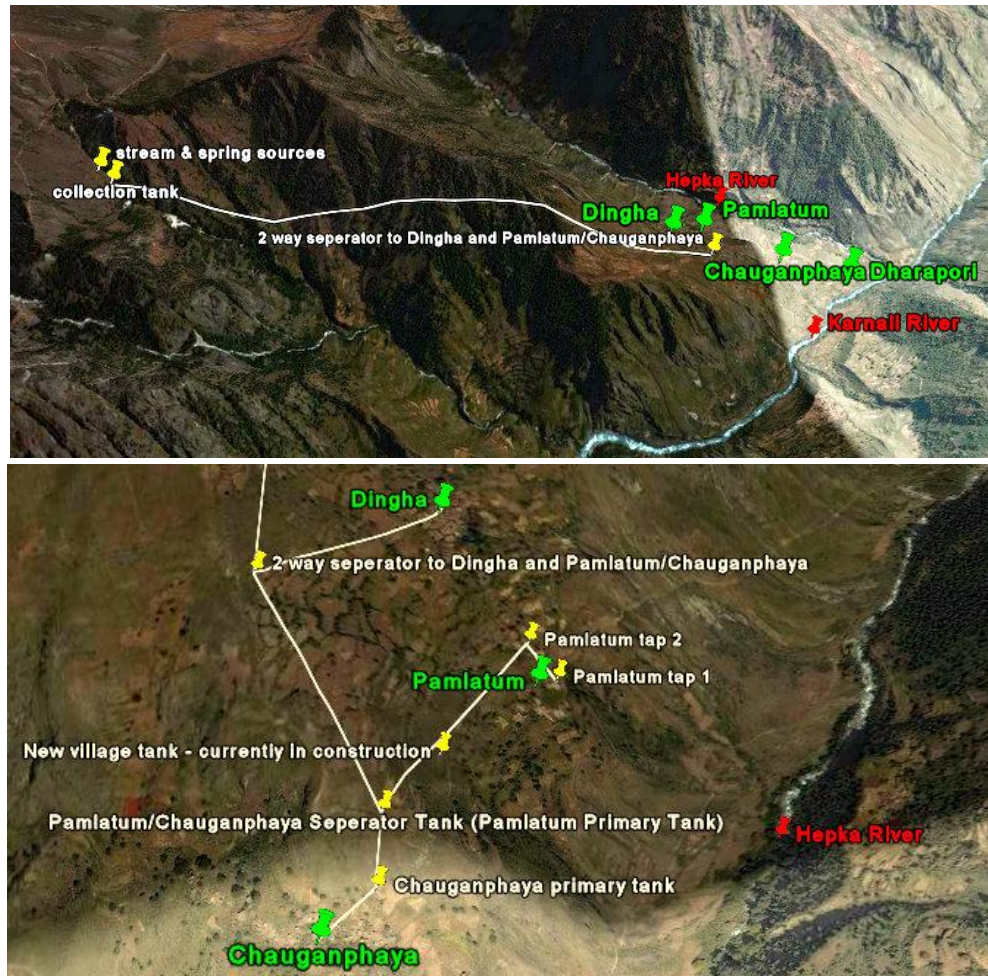 stream & spring sources
collection tank
Hepka River
Dingha
Pamlatum
2 way seperator to Dingha and Pamlatum/Chauganphaya
Chauganphaya
Dharapori
Karnali River
Dingha
2 way seperator to Dingha and Pamlatum/Chauganphaya
Pamlatum tap 2
Pamlatum
Pamlatum tap 1
New village tank - currently in construction
Pamlatum/Chauganphaya Seperator Tank (Pamlatum Primary Tank)
Hepka River
Chauganphaya primary tank
Chauganphaya